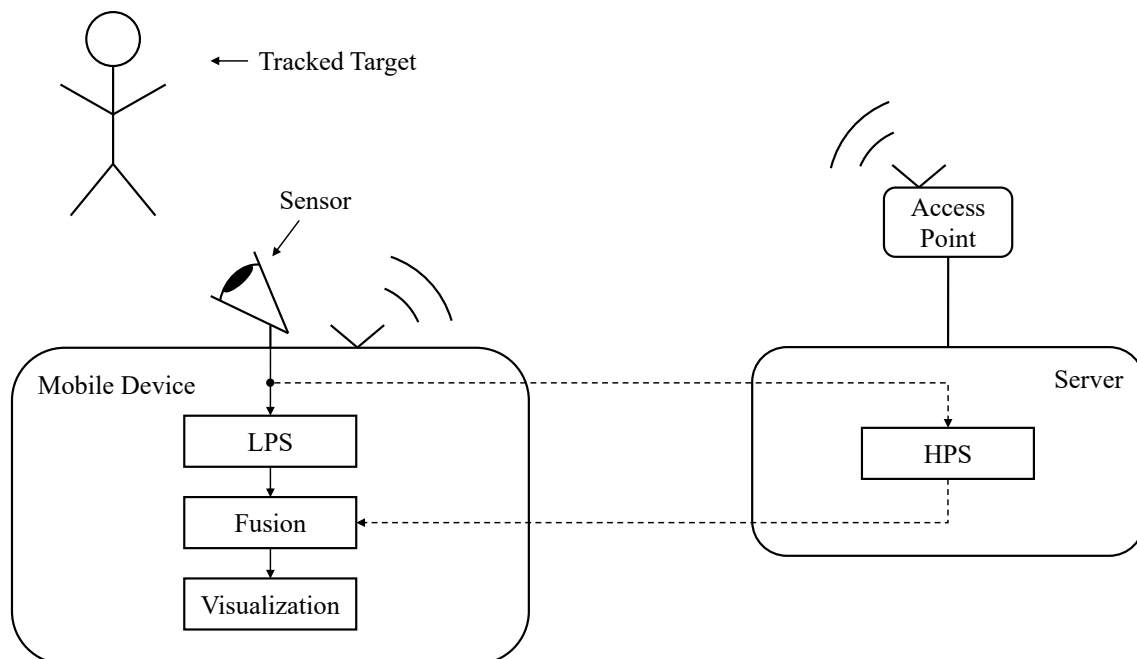 Tracked Target
Sensor
Access
Point
Mobile Device
Server
LPS
HPS
Fusion
Visualization